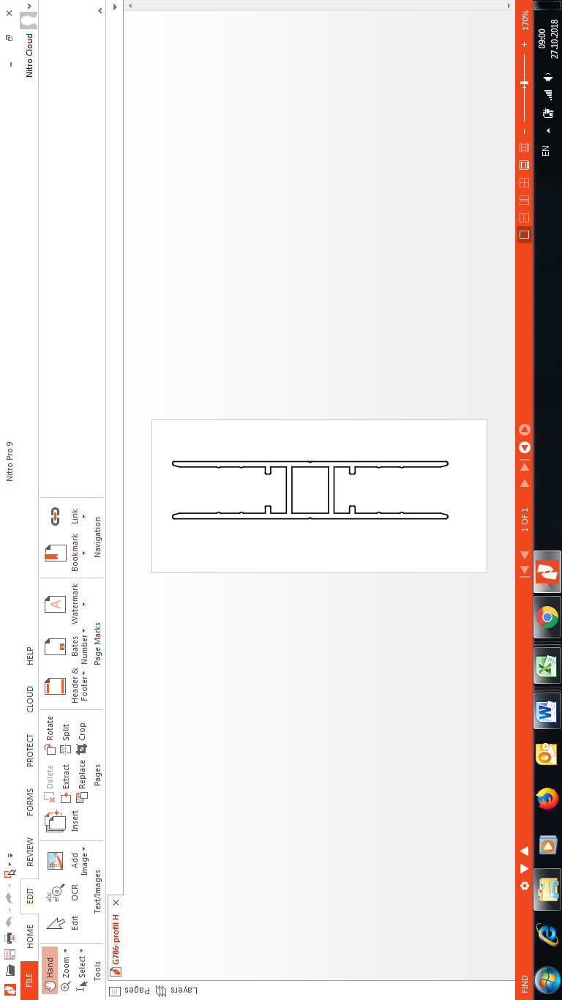 Nitro Pro 9
FILE
HOME
EDIT
REVIEW
FORMS
PROTECT
CLOUD
HELP
Nitro Cloud
Hand
Zoom
Select
Tools
Edit
OCR
Add
Image
Text/Images
Insert
Delete
Extract
Replace
Rotate
Split
Crop
Pages
Header &
Footer
Bates
Number
Watermark
Page Marks
Bookmark
Link
Navigation
G786-profil H
Pages
Layers
FIND
1 OF 1
170%
EN
09:00
27.10.2018